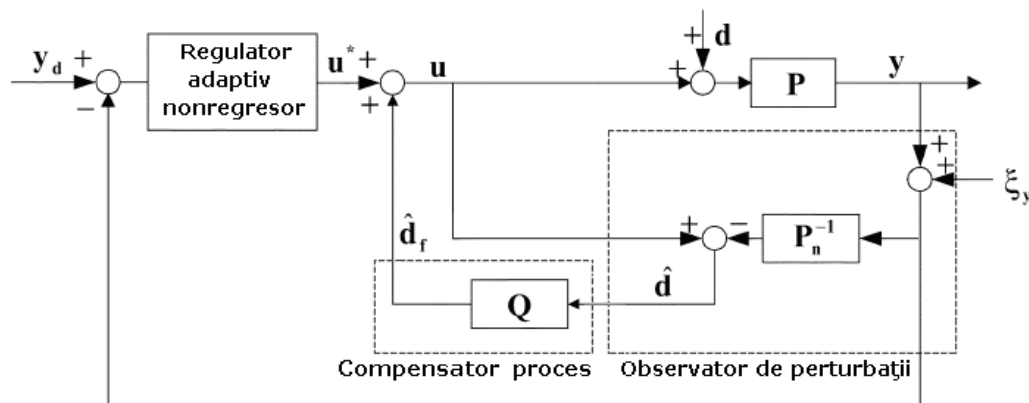 y_d + −
Regulator
adaptiv
nonregresor
u* + +
u
+ + d
P
y
+ +
ξ_y
+ −
P_n^{-1}
d̂_f
Q
d̂
Compensator proces
Observator de perturbaţii